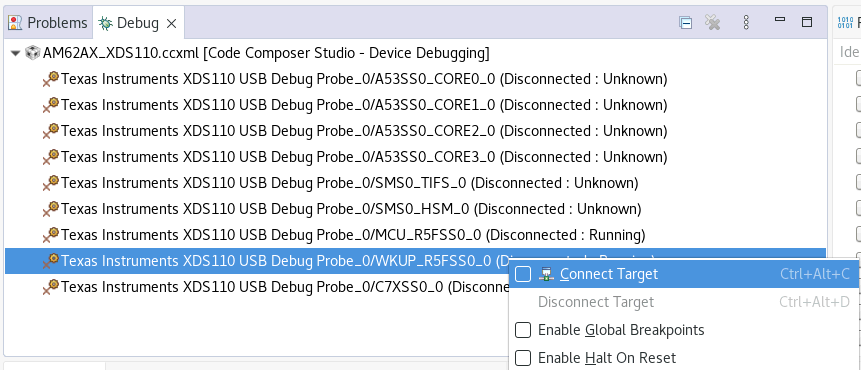 Problems Debug
AM62AX_XDS110.ccxml [Code Composer Studio - Device Debugging]
Texas Instruments XDS110 USB Debug Probe_0/A53SS0_CORE0_0 (Disconnected : Unknown)
Texas Instruments XDS110 USB Debug Probe_0/A53SS0_CORE1_0 (Disconnected : Unknown)
Texas Instruments XDS110 USB Debug Probe_0/A53SS0_CORE2_0 (Disconnected : Unknown)
Texas Instruments XDS110 USB Debug Probe_0/A53SS0_CORE3_0 (Disconnected : Unknown)
Texas Instruments XDS110 USB Debug Probe_0/SMS0_TIFS_0 (Disconnected : Unknown)
Texas Instruments XDS110 USB Debug Probe_0/SMS0_HSM_0 (Disconnected : Unknown)
Texas Instruments XDS110 USB Debug Probe_0/MCU_R5FSS0_0 (Disconnected : Running)
Texas Instruments XDS110 USB Debug Probe_0/WKUP_R5FSS0_0
Texas Instruments XDS110 USB Debug Probe_0/C7XSS0_0 (Disconne
Connect Target Ctrl+Alt+C
Disconnect Target Ctrl+Alt+D
Enable Global Breakpoints
Enable Halt On Reset
1010
0101
Ide